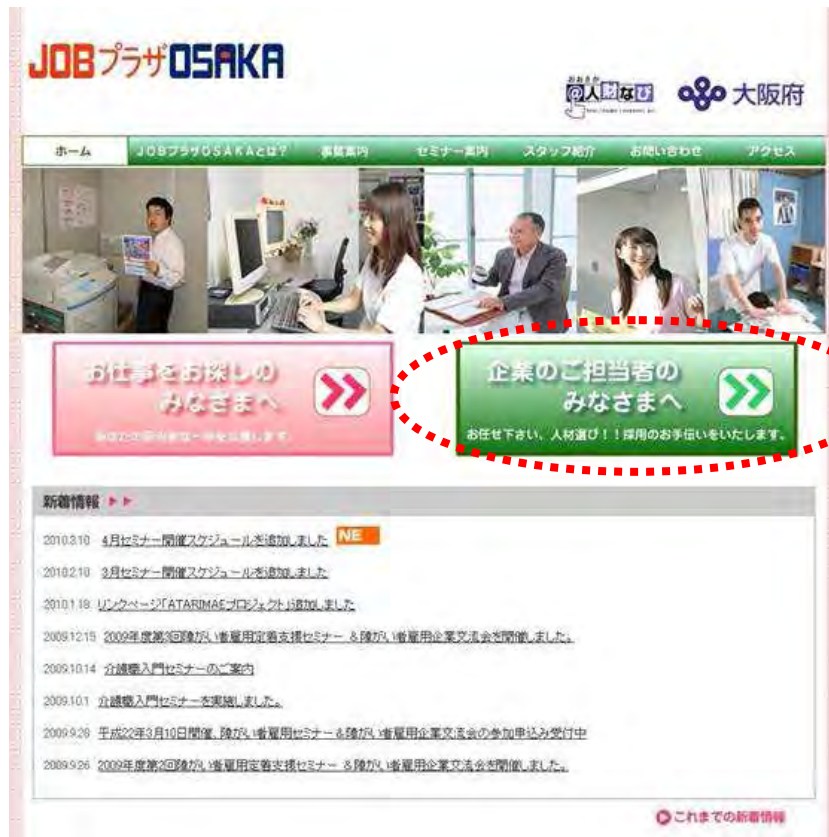 JOBプラザOSAKA
おおさか
@人財なび
大阪府
ホーム JOBプラザOSAKAとは? 事業案内 セミナー案内 スタッフ紹介 お問い合わせ アクセス
お仕事をお探しの
みなさまへ
企業のご担当者の
みなさまへ
お任せ下さい、人材選び!!採用のお手伝いをいたします。
新着情報
2010.3.10 4月セミナー開催スケジュールを追加しました NE
2010.2.10 3月セミナー開催スケジュールを追加しました
2010.1.18 リンクページ「ATARIMAEプロジェクト」追加しました
2009.12.15 2009年度第3回障がい者雇用定着支援セミナー &障がい者雇用企業交流会を開催しました。
2009.10.14 介護職入門セミナーのご案内
2009.10.1 介護職入門セミナーを実施しました。
2009.9.28 平成22年3月10日開催、障がい者雇用セミナー&障がい者雇用企業交流会の参加申込み受付中
2009.9.26 2009年度第2回障がい者雇用定着支援セミナー &障がい者雇用企業交流会を開催しました。
これまでの新着情報